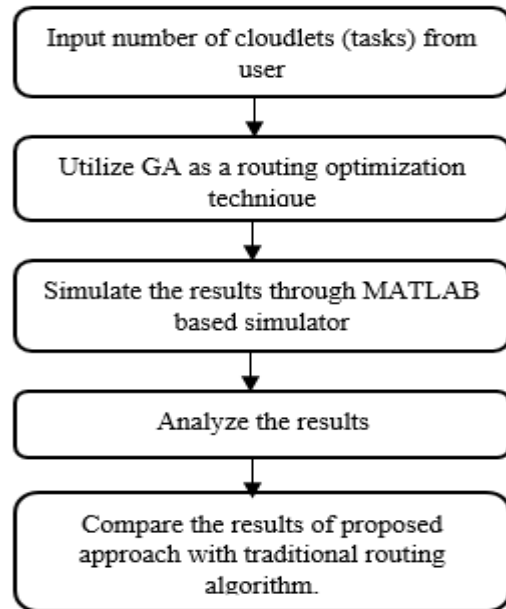 Input number of cloudlets (tasks) from
user
Utilize GA as a routing optimization
technique
Simulate the results through MATLAB
based simulator
Analyze the results
Compare the results of proposed
approach with traditional routing
algorithm.